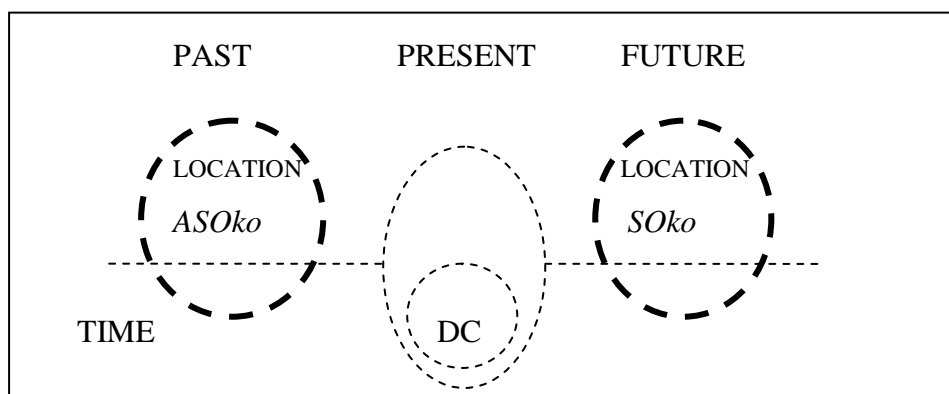 PAST PRESENT FUTURE
LOCATION LOCATION
ASOko SOko
TIME DC